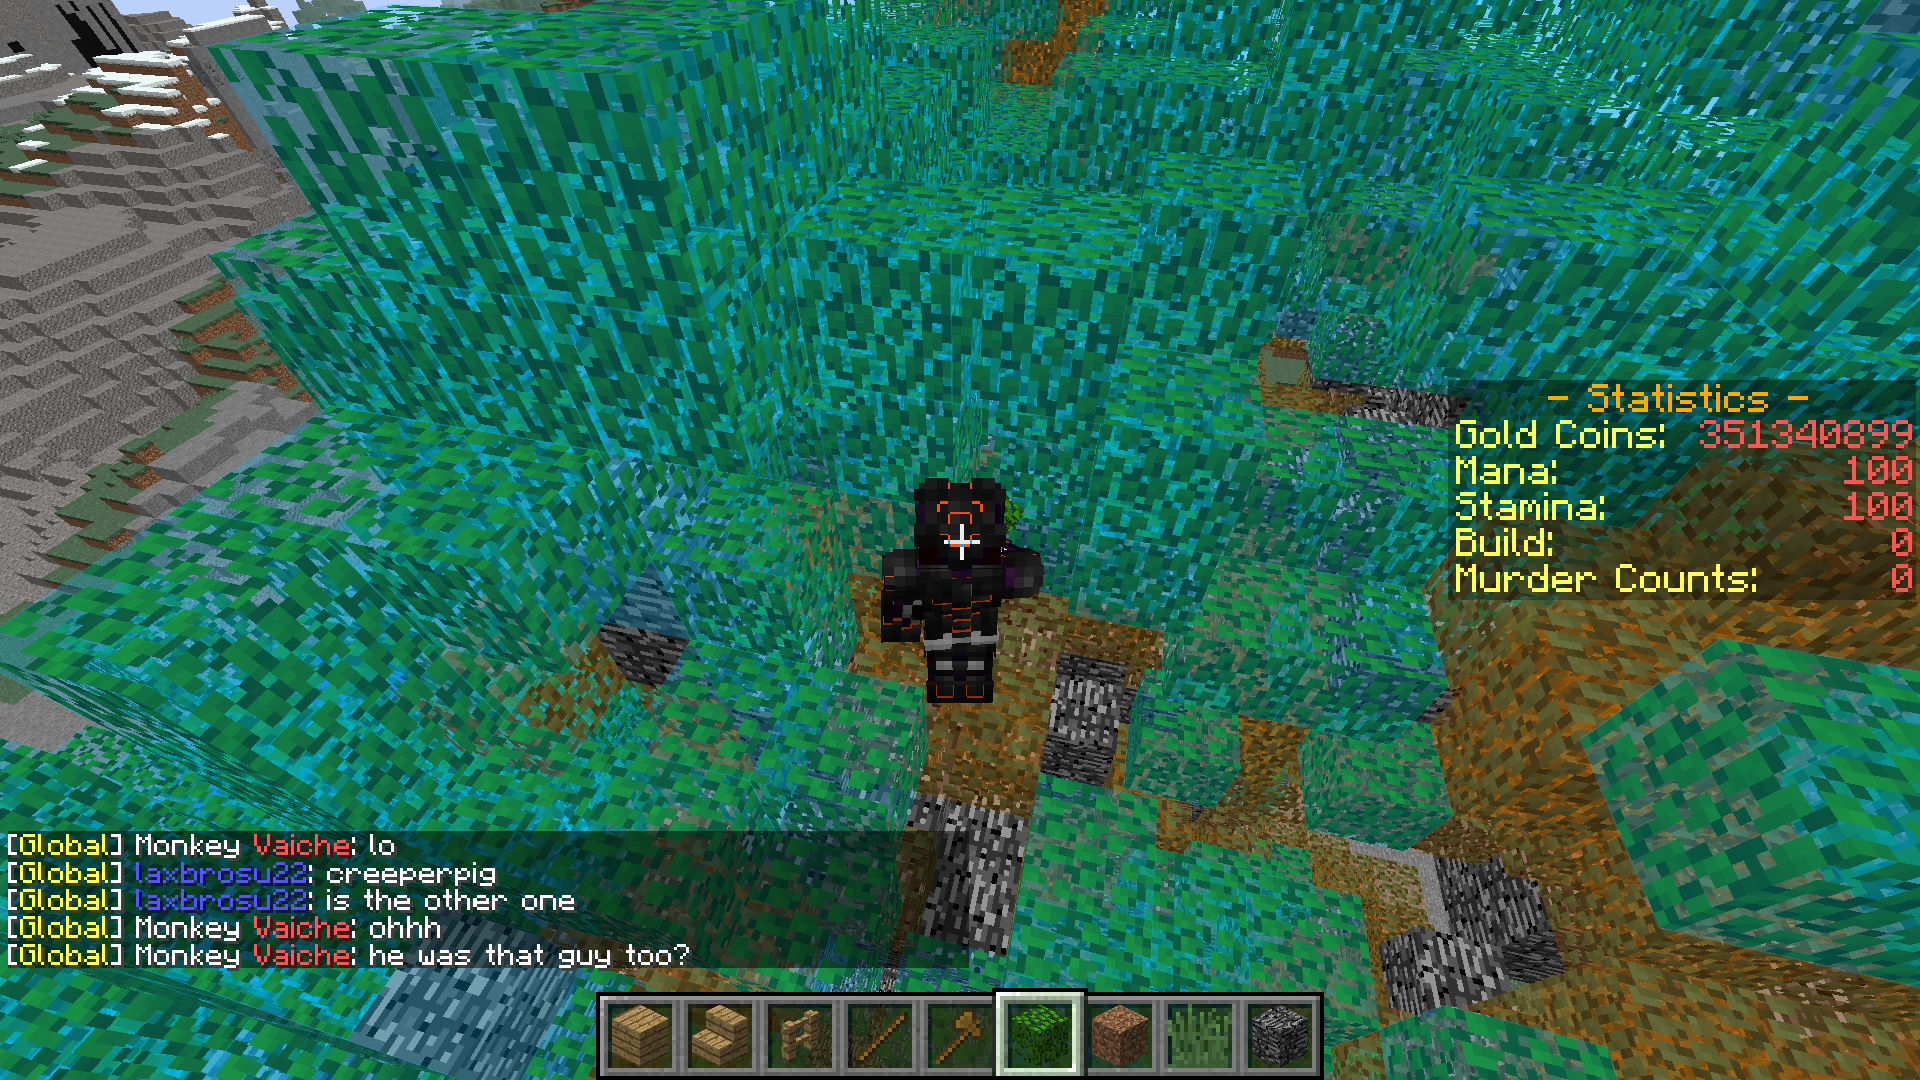 - Statistics -
Gold Coins: 351340899
Mana: 100
Stamina: 100
Build: 0
Murder Counts: 0
[Global] Monkey Vaiche: lo
[Global] laxbrosu22: creeperpig
[Global] laxbrosu22: is the other one
[Global] Monkey Vaiche: ohhh
[Global] Monkey Vaiche: he was that guy too?